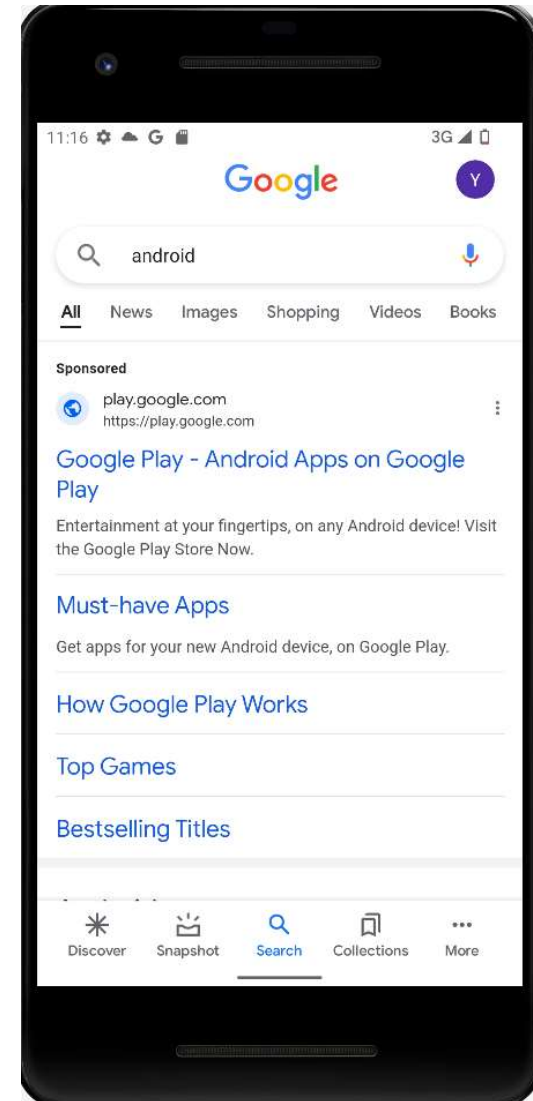 11:16 G 3G
Google
Y
android
All News Images Shopping Videos Books
Sponsored
play.google.com
https://play.google.com
Google Play - Android Apps on Google
Play
Entertainment at your fingertips, on any Android device! Visit
the Google Play Store Now.
Must-have Apps
Get apps for your new Android device, on Google Play.
How Google Play Works
Top Games
Bestselling Titles
Discover Snapshot Search Collections More